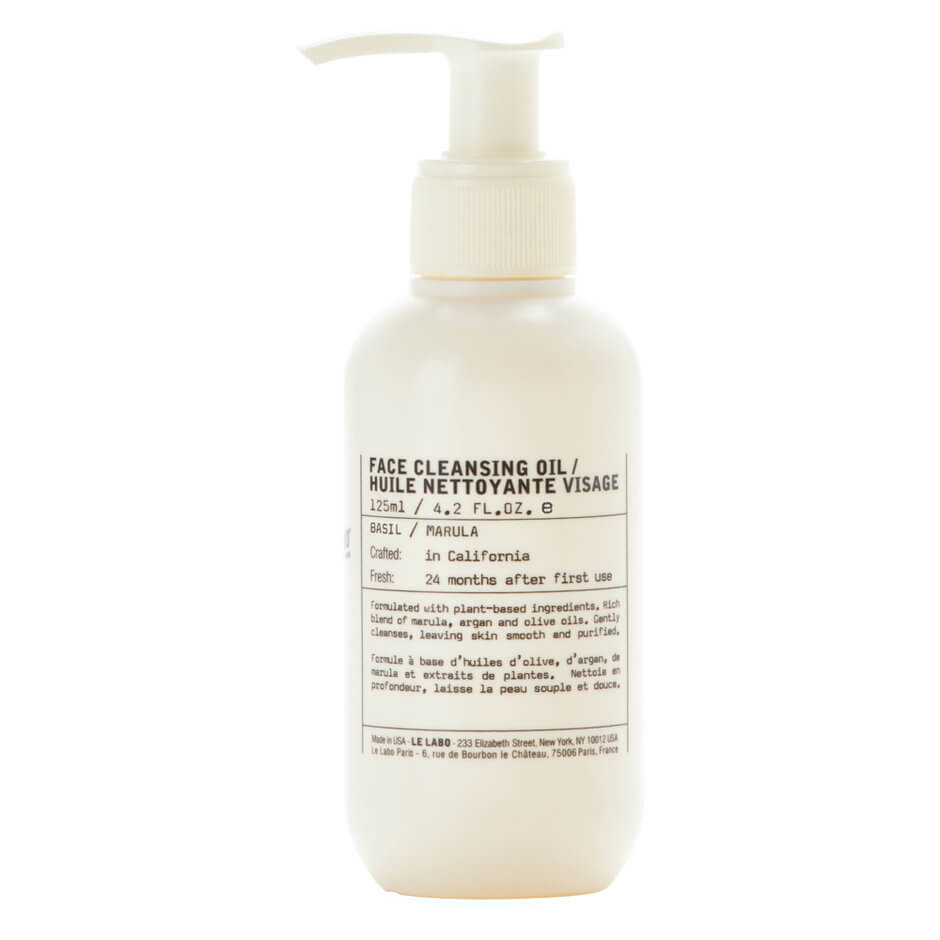 FACE CLEANSING OIL /
HUILE NETTOYANTE VISAGE
125ml / 4.2 FL.OZ. e
BASIL / MARULA
Crafted: in California
Fresh: 24 months after first use
Formulated with plant-based ingredients. Rich
blend of marula, argan and olive oils. Gently
cleanses, leaving skin smooth and purified.
Formule à base d'huiles d'olive, d'argan, de
marula et extraits de plantes. Nettoie en
profondeur, laisse la peau souple et douce.
Made in USA - LE LABO - 233 Elizabeth Street, New York, NY 10012 USA
Le Labo Paris - 6, rue de Bourbon le Château, 75006 Paris, France